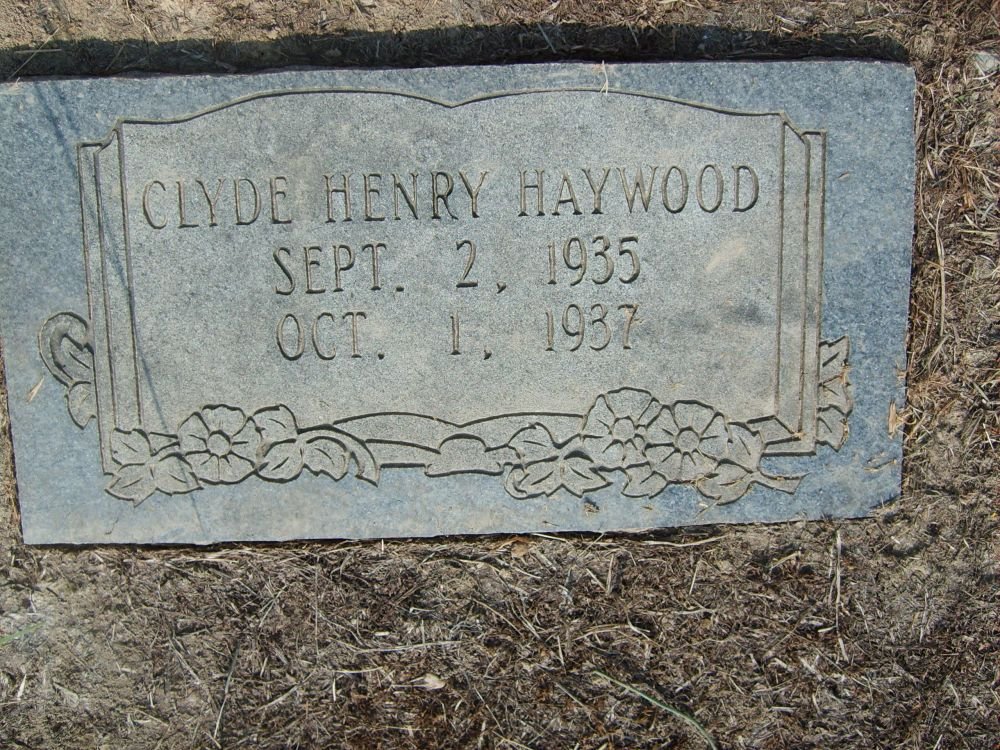 CLYDE HENRY HAYWOOD
SEPT. 2, 1935
OCT. 1, 1937